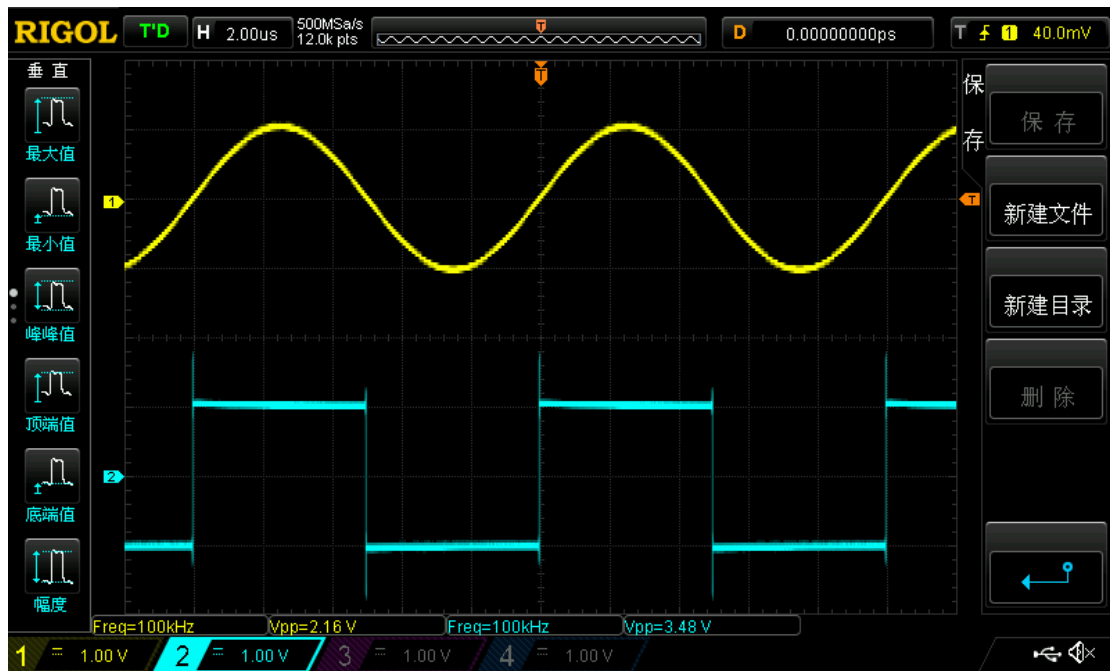 RIGOL T'D H 2.00us 500MSa/s 12.0k pts D 0.00000000ps T 1 40.0mV
垂直
最大值
最小值
峰峰值
顶端值
底端值
幅度
T
1
T
2
保存
保存
新建文件
新建目录
删除
Freq=100kHz Vpp=2.16 V Freq=100kHz Vpp=3.48 V
1 = 1.00 V 2 = 1.00 V 3 = 1.00 V 4 = 1.00 V